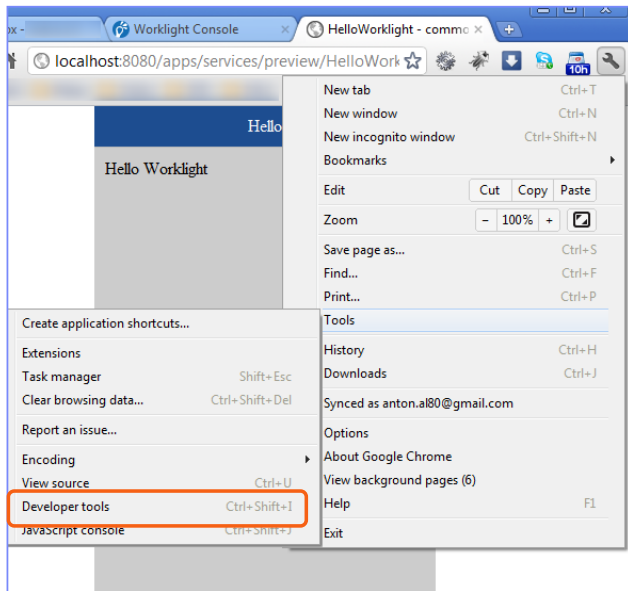 ox -
Worklight Console
HelloWorklight - commo
localhost:8080/apps/services/preview/HelloWork
10h
Hello
Hello Worklight
New tab Ctrl+T
New window Ctrl+N
New incognito window Ctrl+Shift+N
Bookmarks
Edit Cut Copy Paste
Zoom - 100% +
Save page as... Ctrl+S
Find... Ctrl+F
Print... Ctrl+P
Tools
History Ctrl+H
Downloads Ctrl+J
Synced as anton.al80@gmail.com
Options
About Google Chrome
View background pages (6)
Help F1
Exit
Create application shortcuts...
Extensions
Task manager Shift+Esc
Clear browsing data... Ctrl+Shift+Del
Report an issue...
Encoding
View source Ctrl+U
Developer tools Ctrl+Shift+I
JavaScript console Ctrl+Shift+J